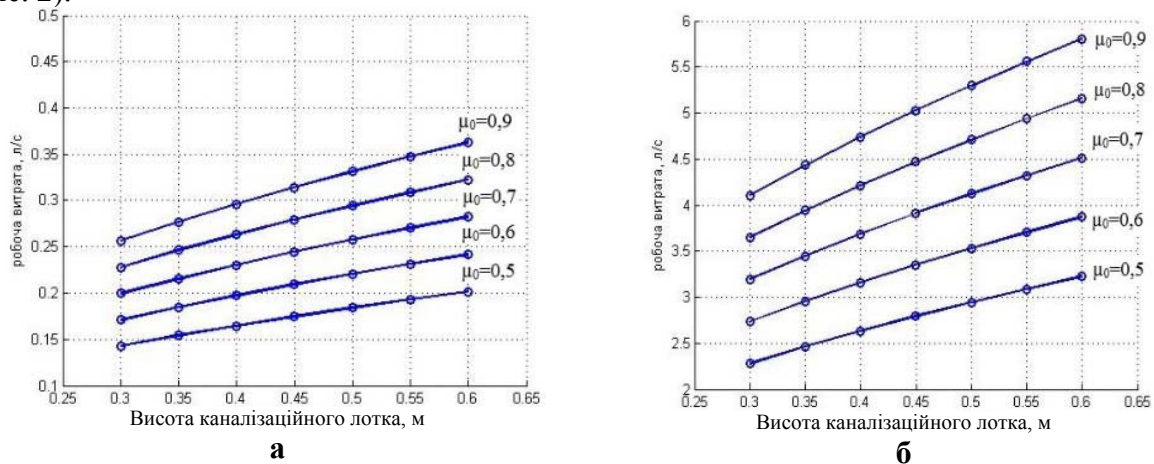 0.5
0.45
0.4
0.35
0.3
0.25
0.2
0.15
0.1
робоча витрата, л/с
μ₀=0,9
μ₀=0,8
μ₀=0,7
μ₀=0,6
μ₀=0,5
0.25 0.3 0.35 0.4 0.45 0.5 0.55 0.6 0.65
Висота каналізаційного лотка, м
а
6
5.5
5
4.5
4
3.5
3
2.5
2
робоча витрата, л/с
μ₀=0,9
μ₀=0,8
μ₀=0,7
μ₀=0,6
μ₀=0,5
0.25 0.3 0.35 0.4 0.45 0.5 0.55 0.6 0.65
Висота каналізаційного лотка, м
б